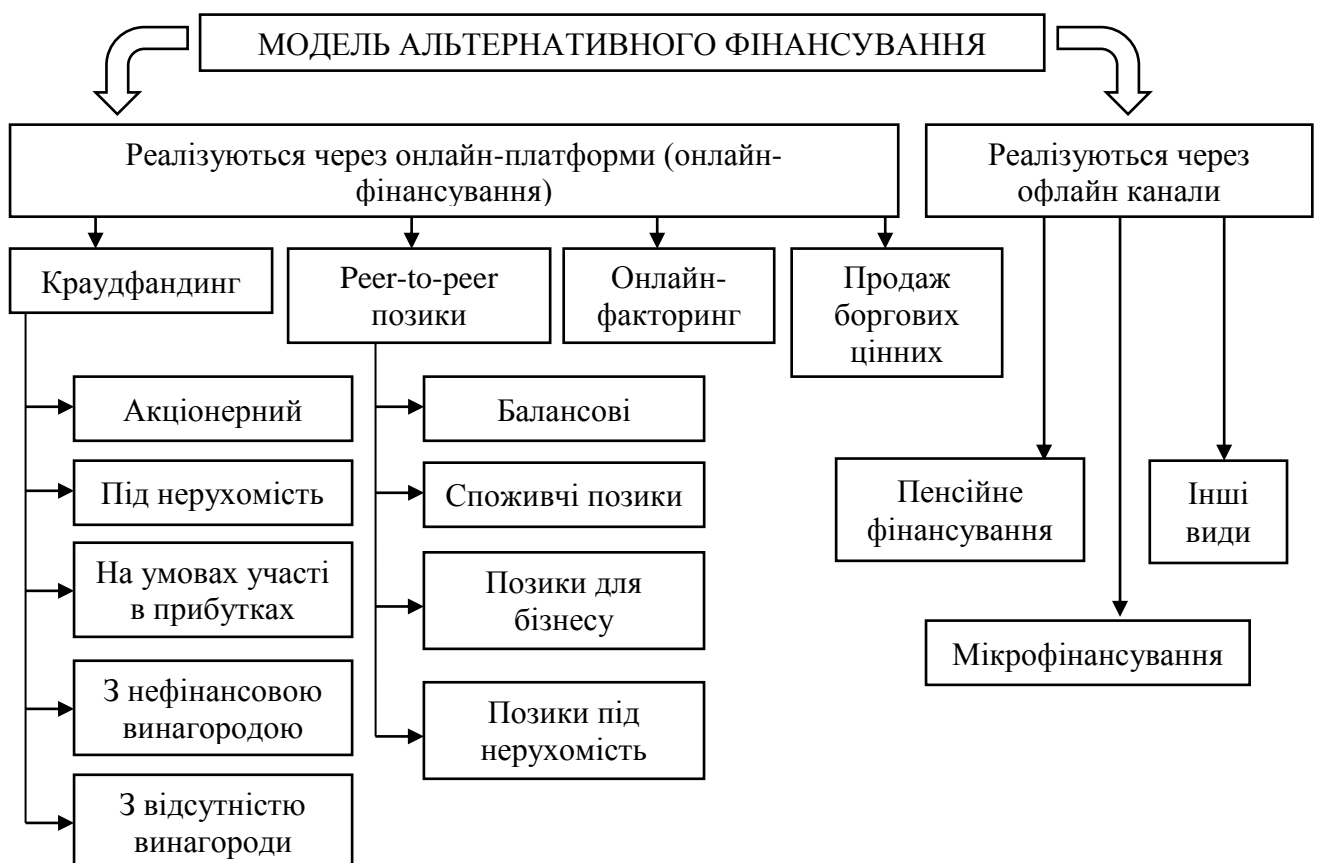 МОДЕЛЬ АЛЬТЕРНАТИВНОГО ФІНАНСУВАННЯ
Реалізуються через онлайн-платформи (онлайн-
фінансування)
Реалізуються через
офлайн канали
Краудфандинг
Peer-to-peer
позики
Онлайн-
факторинг
Продаж
боргових
цінних
Акціонерний
Під нерухомість
На умовах участі
в прибутках
З нефінансовою
винагородою
З відсутністю
винагороди
Балансові
Споживчі позики
Позики для
бізнесу
Позики під
нерухомість
Пенсійне
фінансування
Мікрофінансування
Інші
види